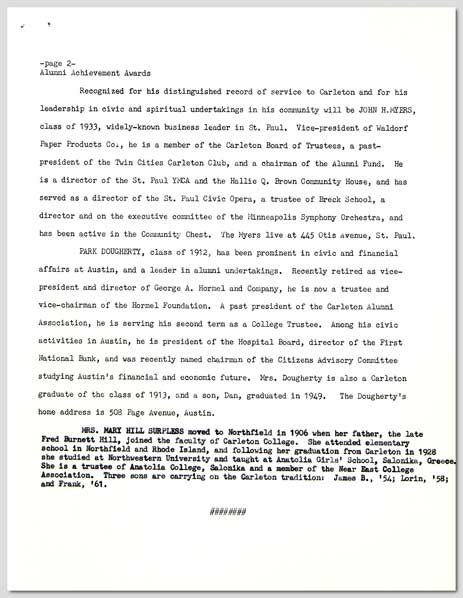 -page 2-
Alumni Achievement Awards
Recognized for his distinguished record of service to Carleton and for his
leadership in civic and spiritual undertakings in his community will be JOHN H.MYERS,
class of 1933, widely-known business leader in St. Paul. Vice-president of Waldorf
Paper Products Co., he is a member of the Carleton Board of Trustees, a past-
president of the Twin Cities Carleton Club, and a chairman of the Alumni Fund. He
is a director of the St. Paul YMCA and the Hallie Q. Brown Community House, and has
served as a director of the St. Paul Civic Opera, a trustee of Breck School, a
director and on the executive committee of the Minneapolis Symphony Orchestra, and
has been active in the Community Chest. The Myers live at 445 Otis Avenue, St. Paul.
PARK DOUGHERTY, class of 1912, has been prominent in civic and financial
affairs at Austin, and a leader in alumni undertakings. Recently retired as vice-
president and director of George A. Hormel and Company, he is now a trustee and
vice-chairman of the Hormel Foundation. A past president of the Carleton Alumni
Association, he is serving his second term as a College Trustee. Among his civic
activities in Austin, he is president of the Hospital Board, director of the First
National Bank, and was recently named chairman of the Citizens Advisory Committee
studying Austin's financial and economic future. Mrs. Dougherty is also a Carleton
graduate of the class of 1913, and a son, Dan, graduated in 1949. The Dougherty's
home address is 508 Page Avenue, Austin.
MRS. MARY HILL SURPLESS moved to Northfield in 1906 when her father, the late
Fred Burnett Hill, joined the faculty of Carleton College. She attended elementary
school in Northfield and Rhode Island, and following her graduation from Carleton in 1928
she studied at Northwestern University and taught at Anatolia Girls' School, Salonika, Greece.
She is a trustee of Anatolia College, Salonika and a member of the Near East College
Association. Three sons are carrying on the Carleton tradition: James B., '54; Lorin, '58;
and Frank, '61.
########